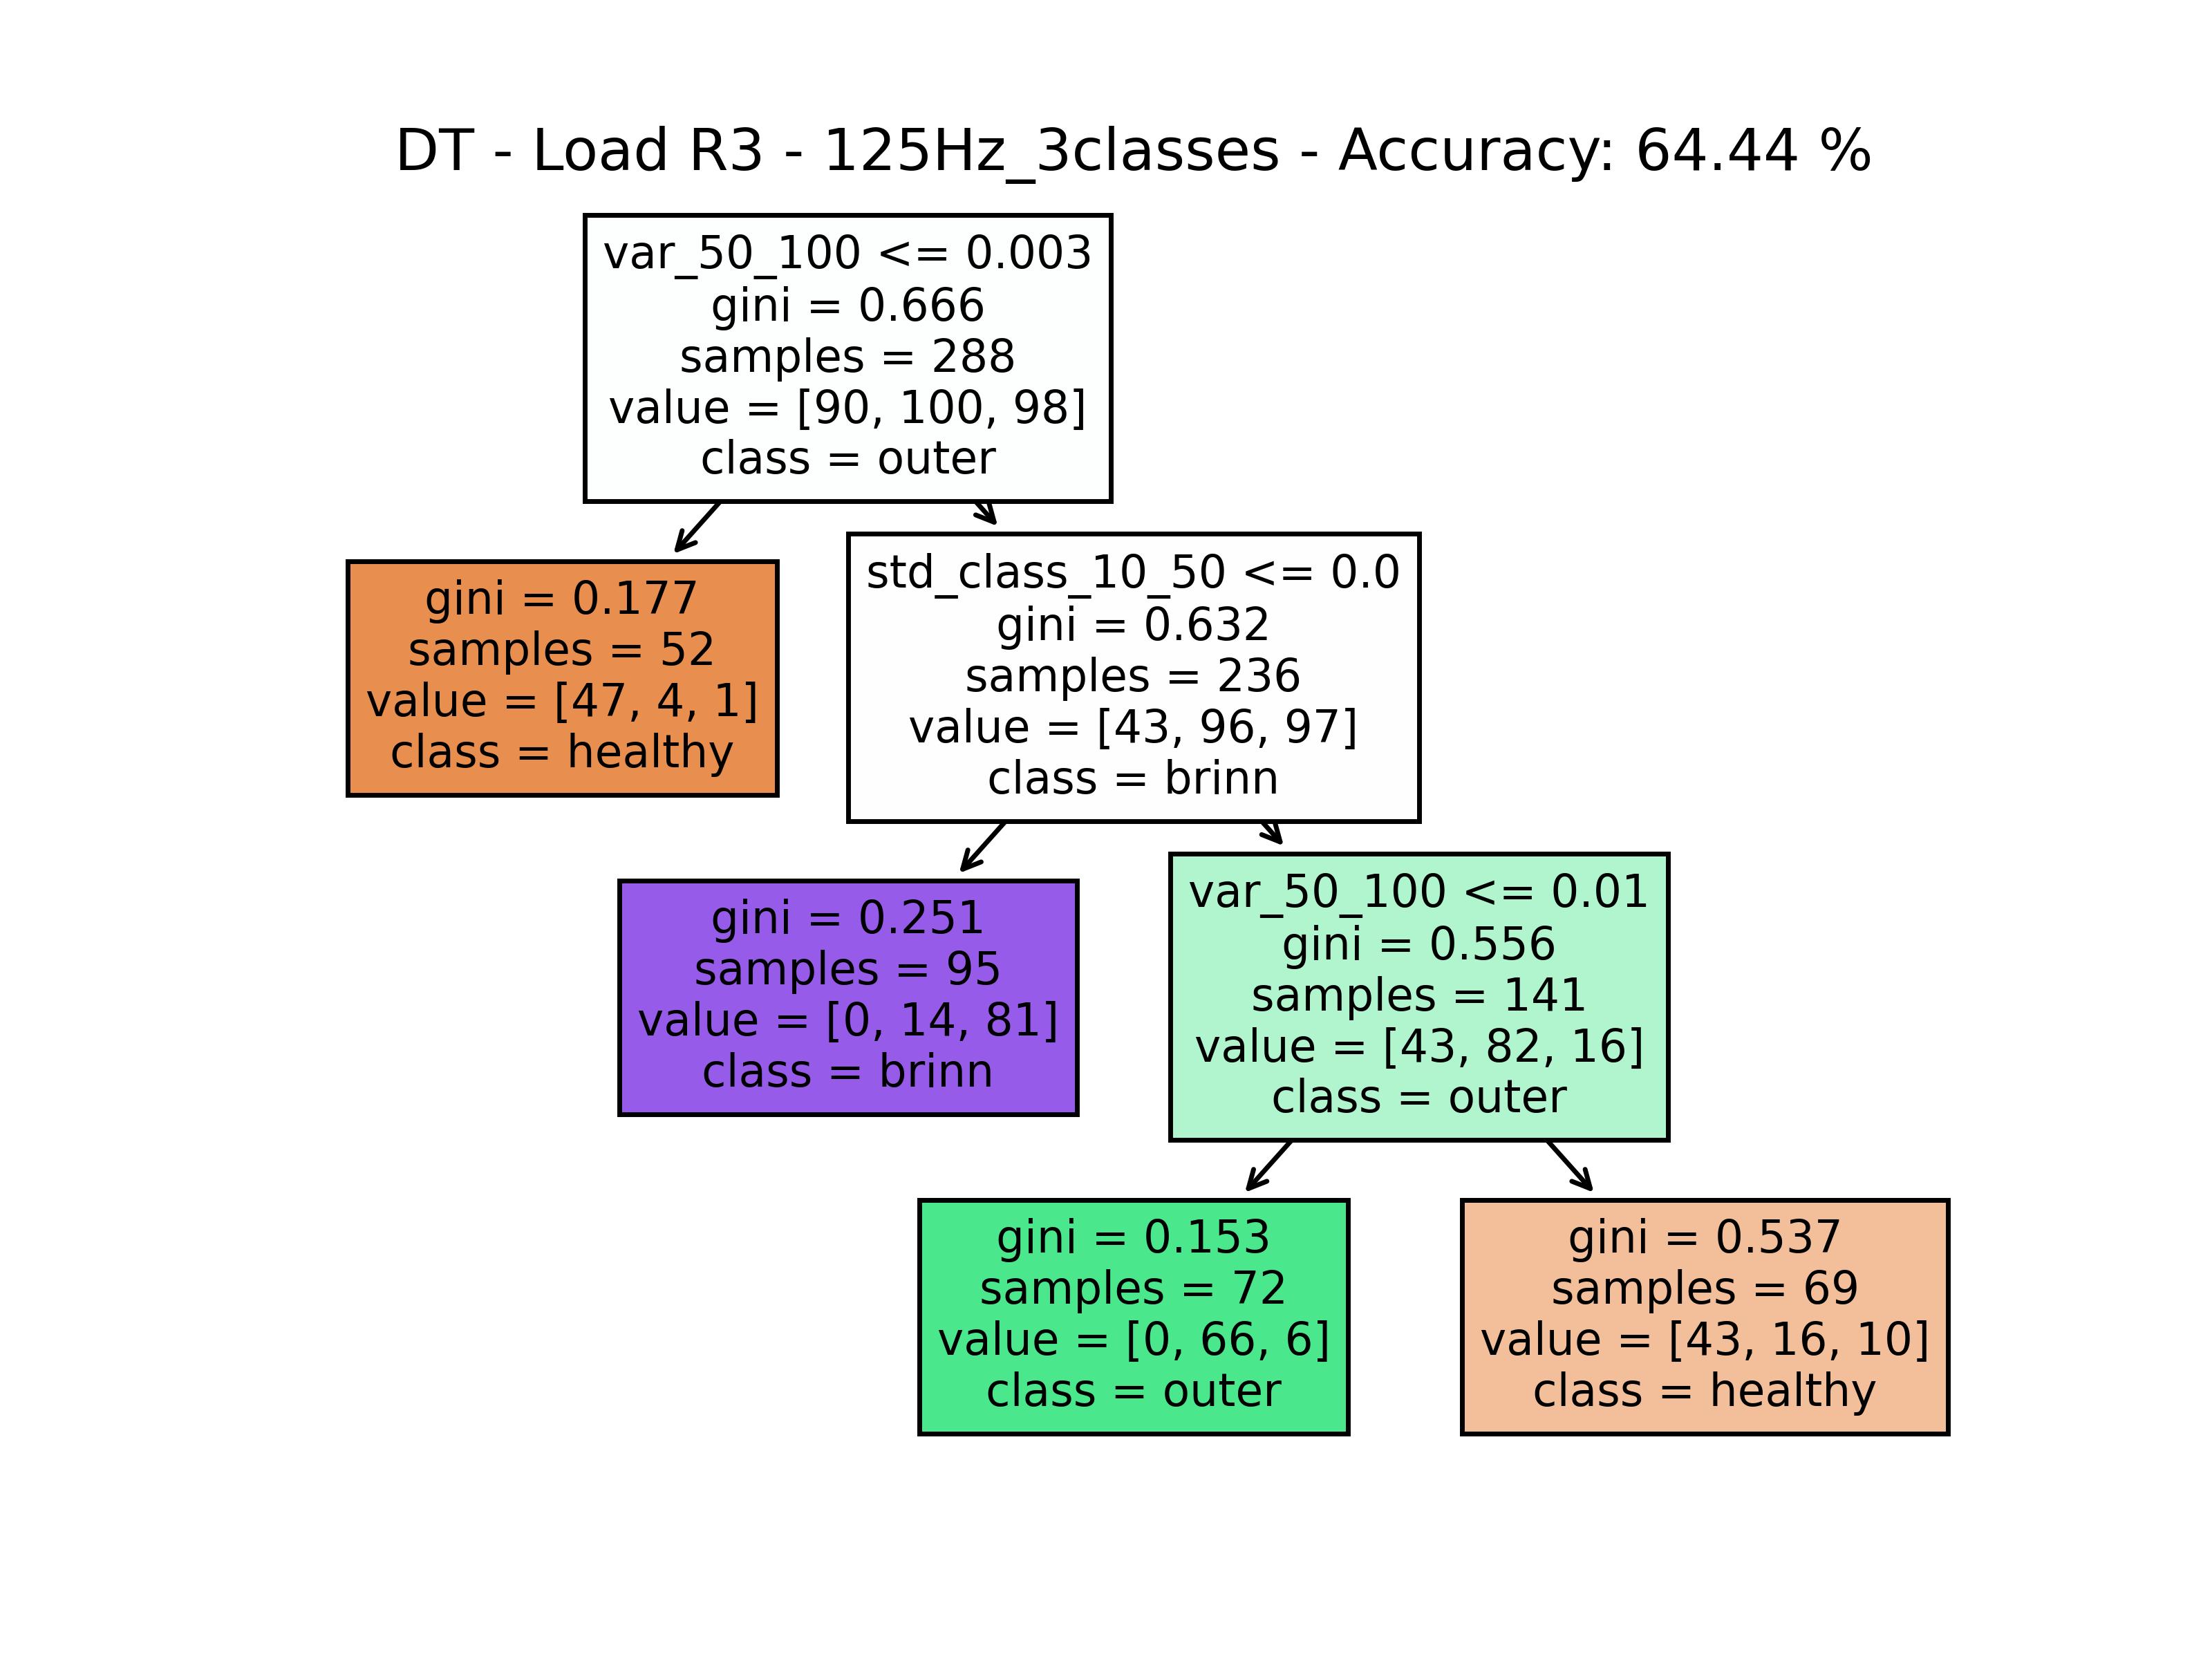 DT - Load R3 - 125Hz_3classes - Accuracy: 64.44 %
var_50_100 <= 0.003
gini = 0.666
samples = 288
value = [90, 100, 98]
class = outer
gini = 0.177
samples = 52
value = [47, 4, 1]
class = healthy
std_class_10_50 <= 0.0
gini = 0.632
samples = 236
value = [43, 96, 97]
class = brinn
gini = 0.251
samples = 95
value = [0, 14, 81]
class = brinn
var_50_100 <= 0.01
gini = 0.556
samples = 141
value = [43, 82, 16]
class = outer
gini = 0.153
samples = 72
value = [0, 66, 6]
class = outer
gini = 0.537
samples = 69
value = [43, 16, 10]
class = healthy